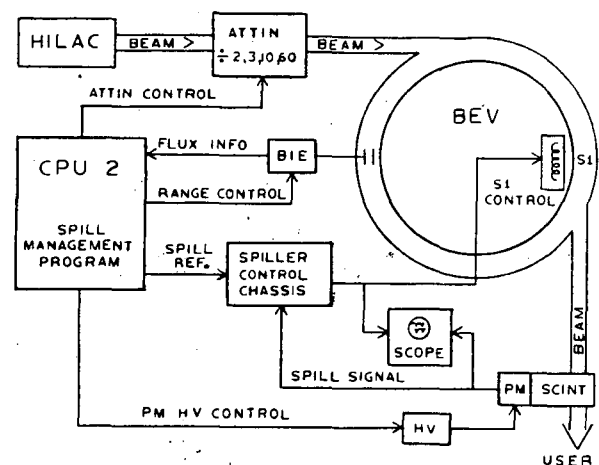 HILAC
BEAM >
ATTIN
÷ 2,3,10,60
BEAM >
ATTIN CONTROL
BEV
CPU 2
SPILL
MANAGEMENT
PROGRAM
FLUX INFO
BIE
RANGE CONTROL
S1
S1
CONTROL
SPILL
REF.
SPILLER
CONTROL
CHASSIS
SCOPE
BEAM
SPILL SIGNAL
PM
SCINT
PM HV CONTROL
HV
USER